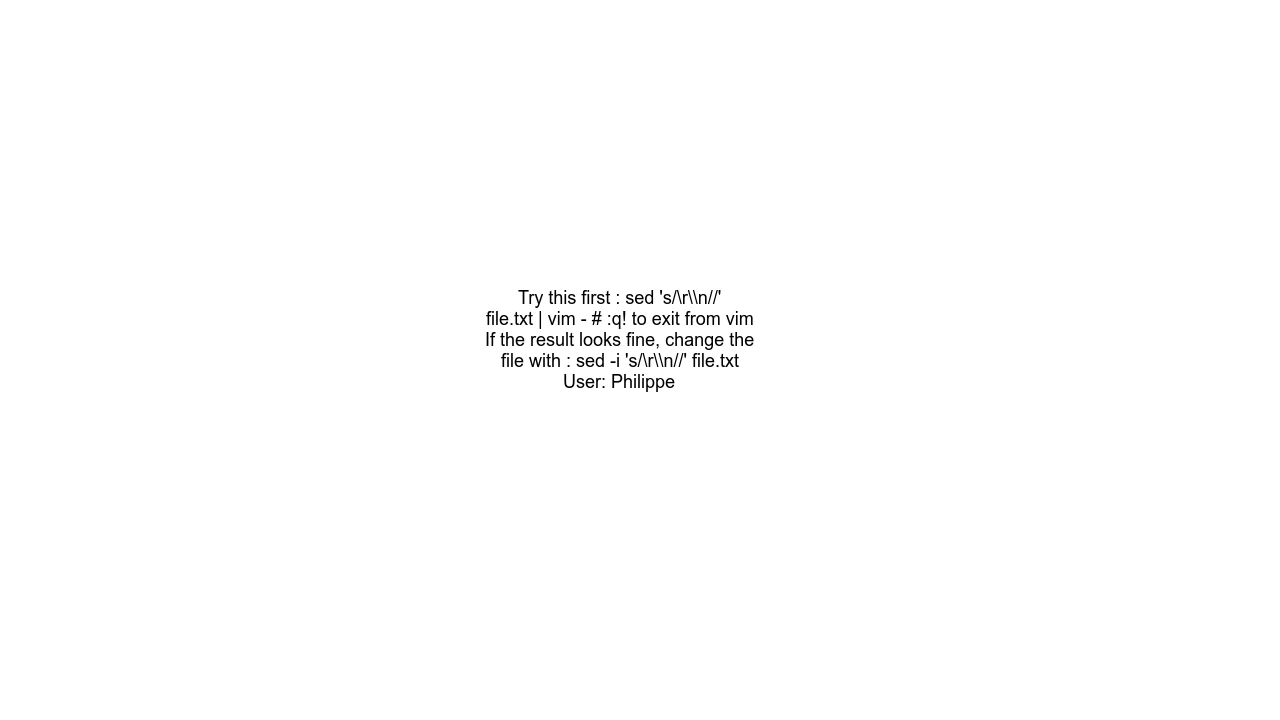 Try this first : sed 's/\r\\n//'
file.txt | vim - # :q! to exit from vim
If the result looks fine, change the
file with : sed -i 's/\r\\n//' file.txt
User: Philippe